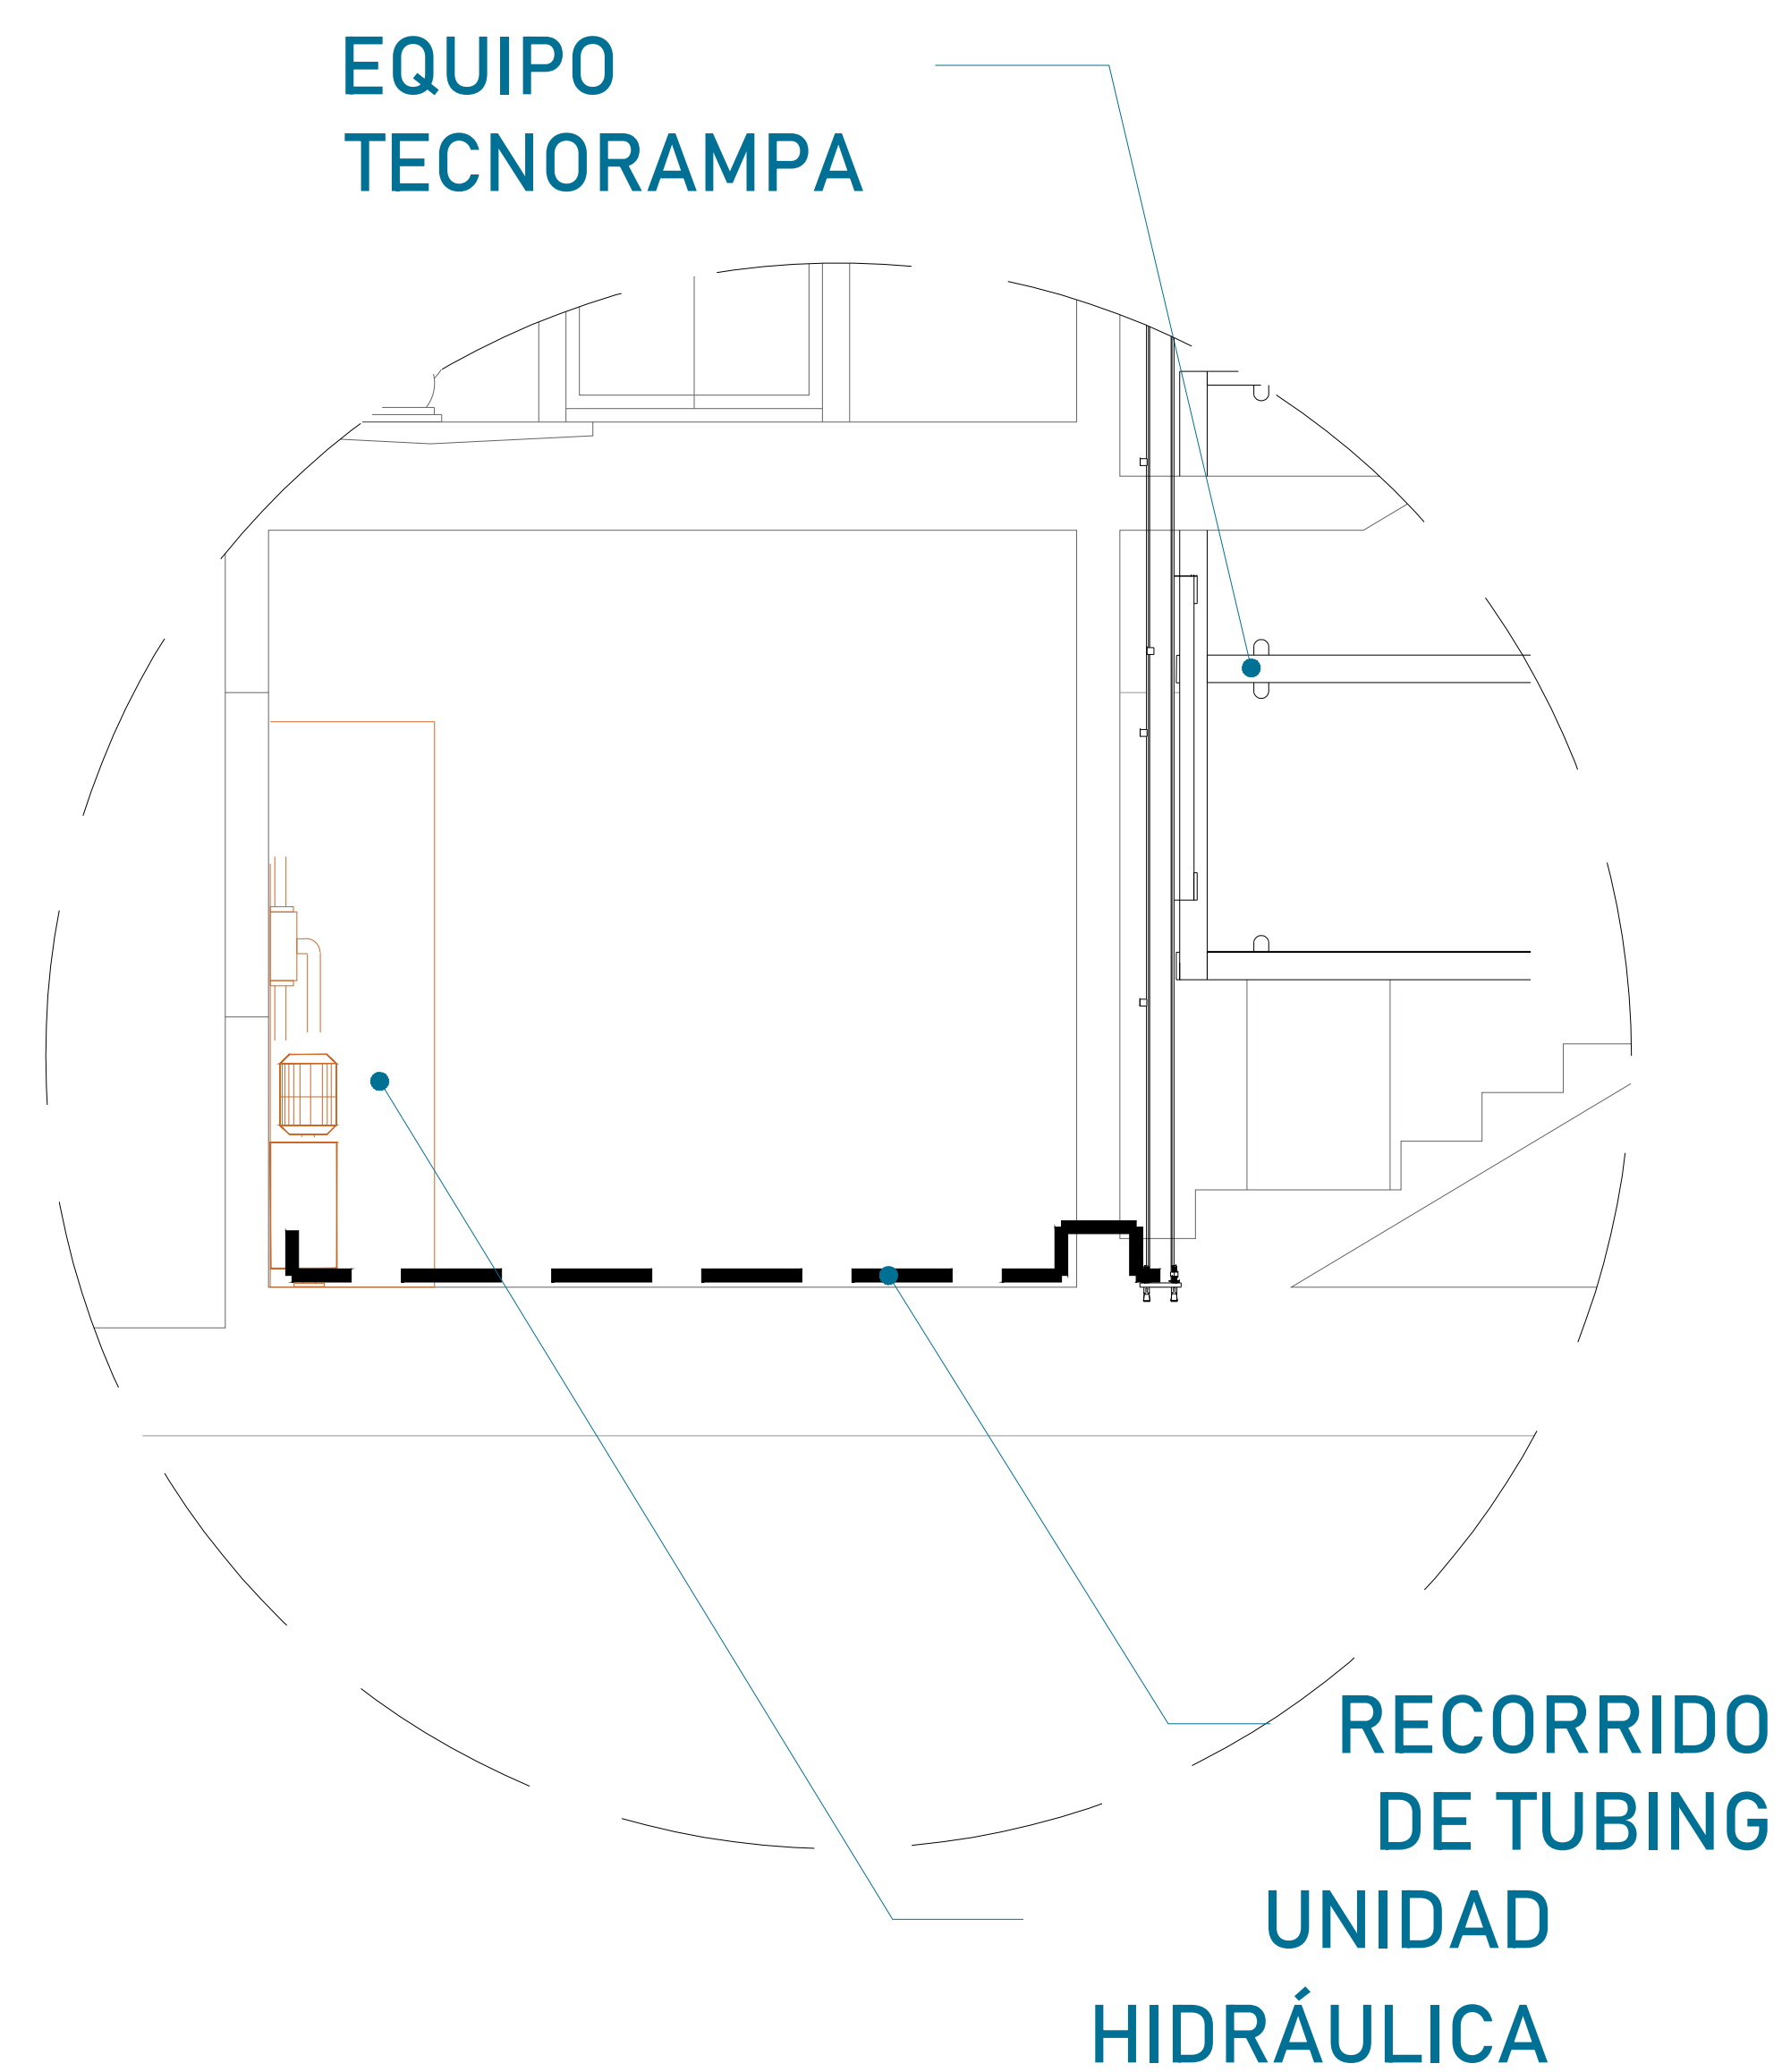 EQUIPO
TECNORAMPA
RECORRIDO
DE TUBING
UNIDAD
HIDRÁULICA